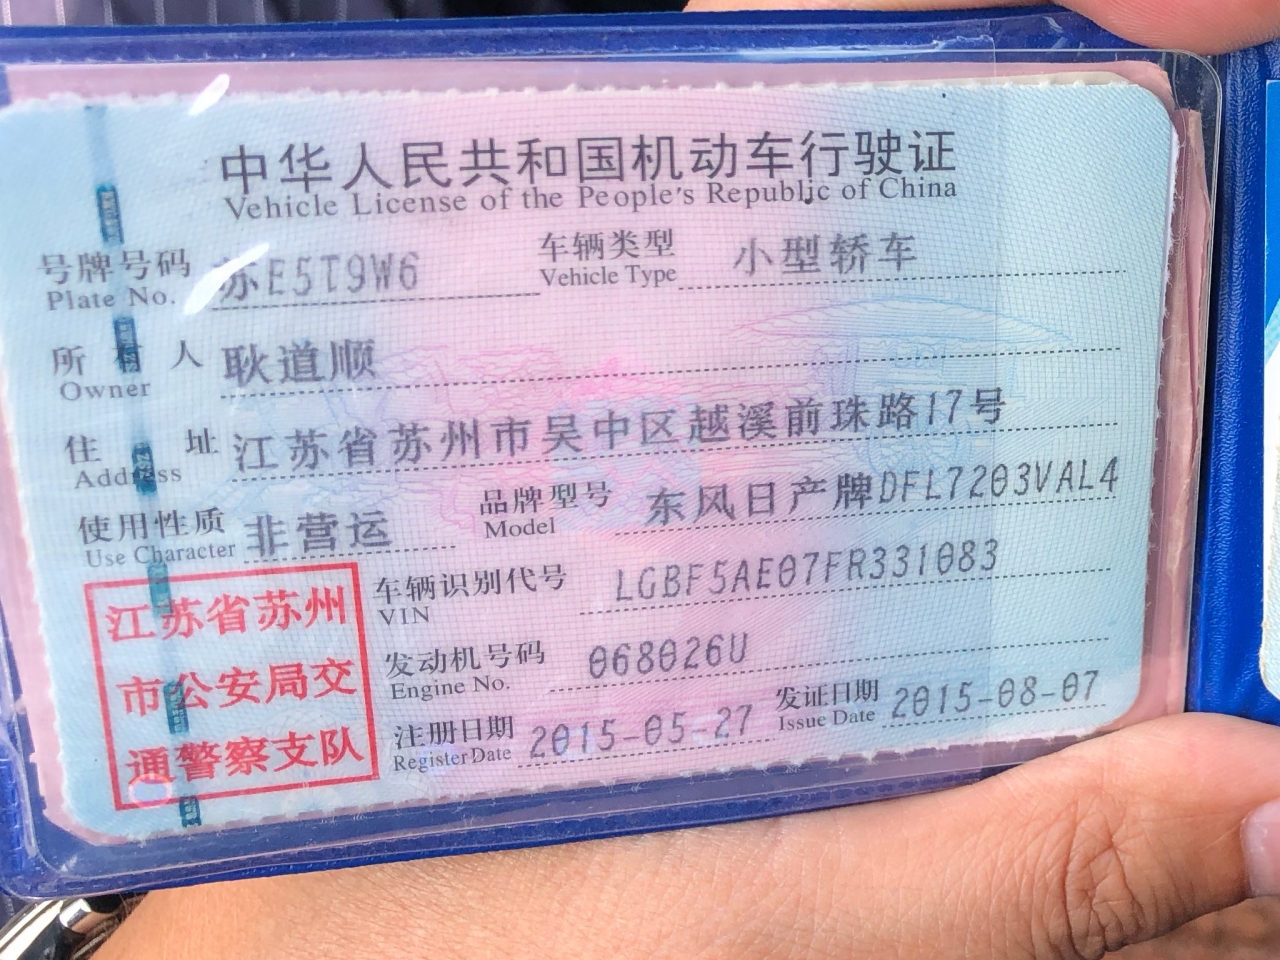 中华人民共和国机动车行驶证
Vehicle License of the People's Republic of China
号牌号码 苏E5T9W6 车辆类型 小型轿车
Plate No. Vehicle Type
所有人 耿道顺
Owner
住址 江苏省苏州市吴中区越溪前珠路17号
Address
使用性质 非营运 品牌型号 东风日产牌DFL7203VAL4
Use Character Model
江苏省苏州
市公安局交
通警察支队
车辆识别代号 LGBF5AE07FR331083
VIN
发动机号码 068026U
Engine No.
注册日期 2015-05-27 发证日期 2015-08-07
Register Date Issue Date